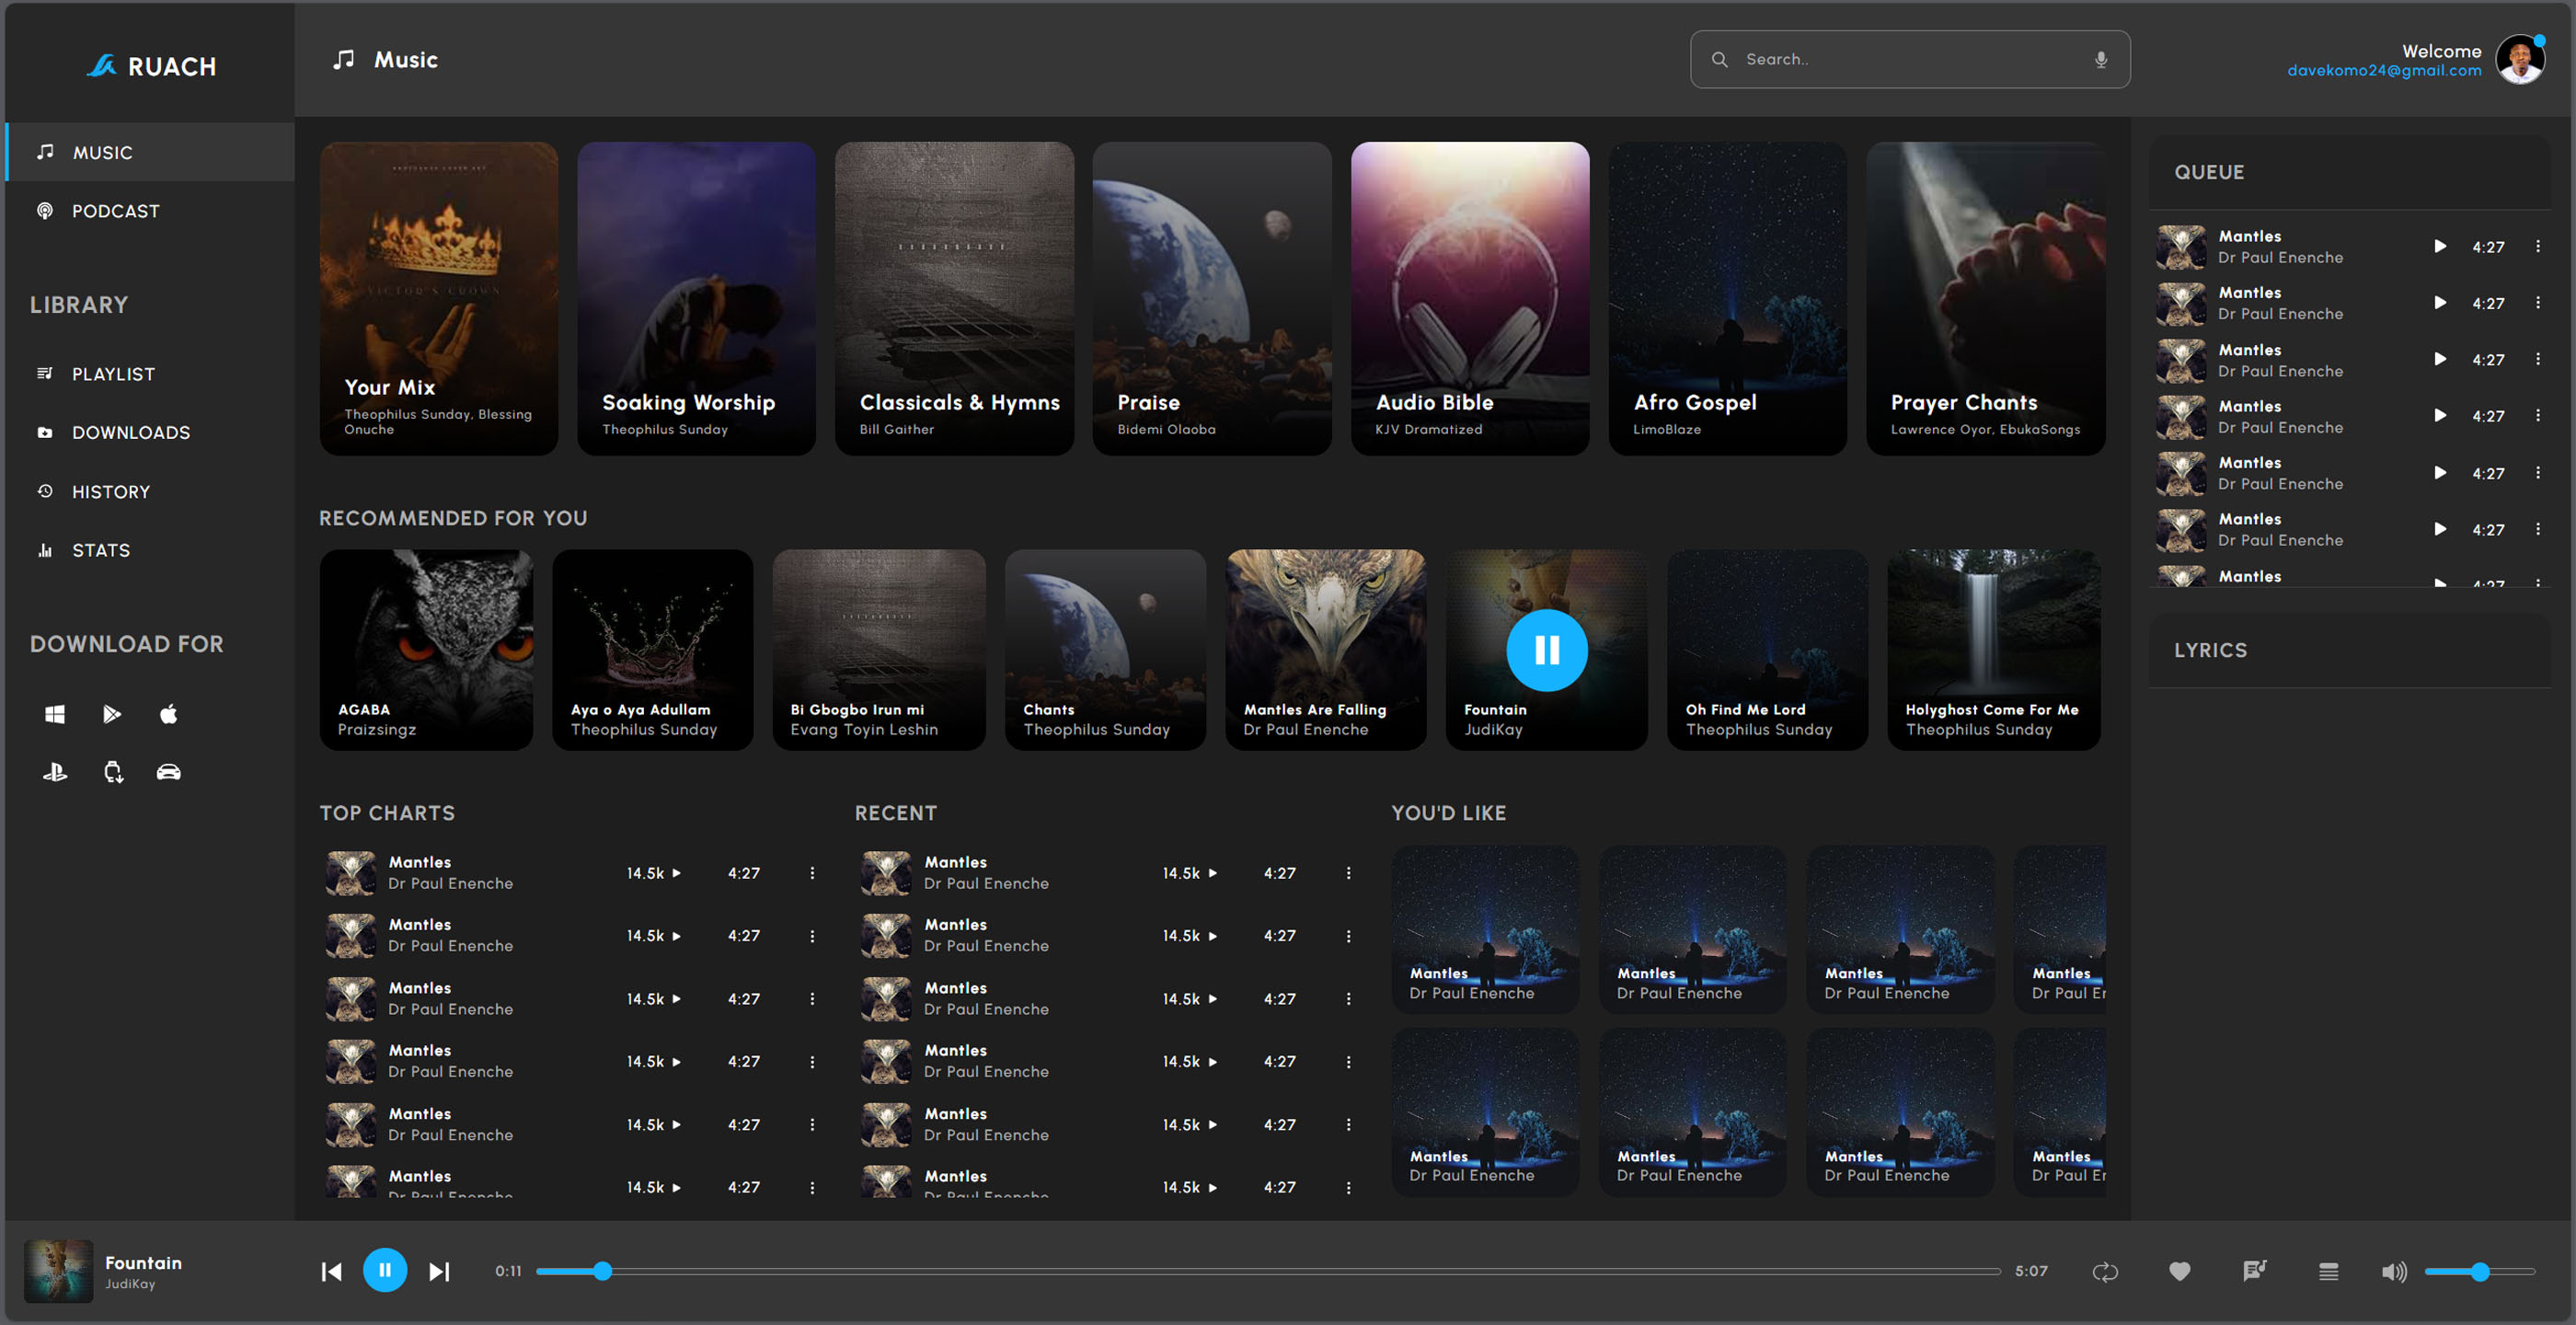 RUACH
Music
Search..
Welcome
davekomo24@gmail.com
MUSIC
PODCAST
LIBRARY
PLAYLIST
DOWNLOADS
HISTORY
STATS
DOWNLOAD FOR
VICTOR'S CROWN
Your Mix
Theophilus Sunday, Blessing
Onuche
Soaking Worship
Theophilus Sunday
Classicals & Hymns
Bill Gaither
Praise
Bidemi Olaoba
Audio Bible
KJV Dramatized
Afro Gospel
LimoBlaze
Prayer Chants
Lawrence Oyor, EbukaSongs
RECOMMENDED FOR YOU
AGABA
Praizsingz
Aya o Aya Adullam
Theophilus Sunday
Bi Gbogbo Irun mi
Evang Toyin Leshin
Chants
Theophilus Sunday
Mantles Are Falling
Dr Paul Enenche
Fountain
JudiKay
Oh Find Me Lord
Theophilus Sunday
Holyghost Come For Me
Theophilus Sunday
TOP CHARTS
Mantles
Dr Paul Enenche
14.5k 4:27
Mantles
Dr Paul Enenche
14.5k 4:27
Mantles
Dr Paul Enenche
14.5k 4:27
Mantles
Dr Paul Enenche
14.5k 4:27
Mantles
Dr Paul Enenche
14.5k 4:27
Mantles
Dr Paul Enenche
14.5k 4:27
RECENT
Mantles
Dr Paul Enenche
14.5k 4:27
Mantles
Dr Paul Enenche
14.5k 4:27
Mantles
Dr Paul Enenche
14.5k 4:27
Mantles
Dr Paul Enenche
14.5k 4:27
Mantles
Dr Paul Enenche
14.5k 4:27
Mantles
Dr Paul Enenche
14.5k 4:27
YOU'D LIKE
Mantles
Dr Paul Enenche
Mantles
Dr Paul Enenche
Mantles
Dr Paul Enenche
Mantles
Dr Paul Er
Mantles
Dr Paul Enenche
Mantles
Dr Paul Enenche
Mantles
Dr Paul Enenche
Mantles
Dr Paul Er
QUEUE
Mantles
Dr Paul Enenche
4:27
Mantles
Dr Paul Enenche
4:27
Mantles
Dr Paul Enenche
4:27
Mantles
Dr Paul Enenche
4:27
Mantles
Dr Paul Enenche
4:27
Mantles
Dr Paul Enenche
4:27
Mantles
4:27
LYRICS
Fountain
JudiKay
0:11
5:07